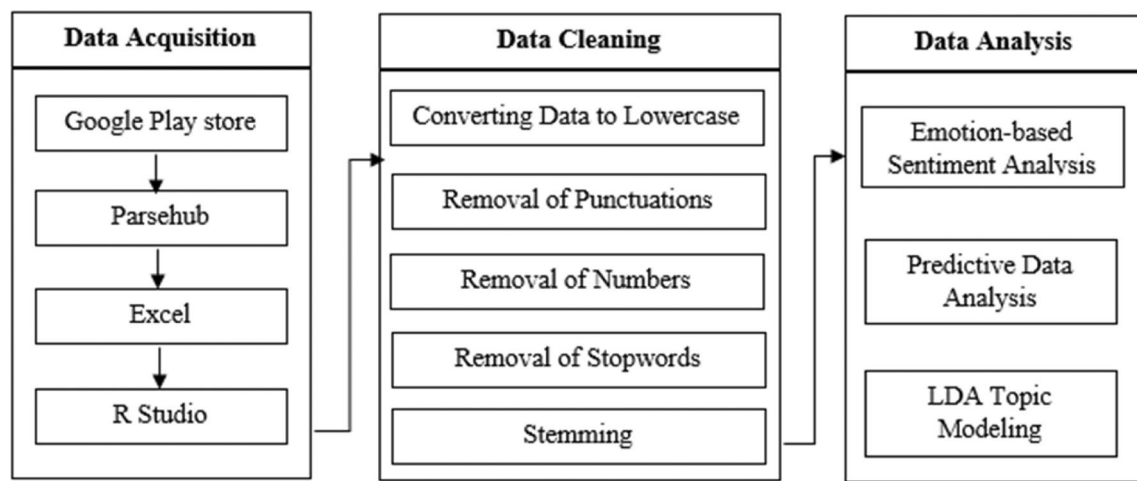 Data Acquisition
Google Play store
Parsehub
Excel
R Studio
Data Cleaning
Converting Data to Lowercase
Removal of Punctuations
Removal of Numbers
Removal of Stopwords
Stemming
Data Analysis
Emotion-based
Sentiment Analysis
Predictive Data
Analysis
LDA Topic
Modeling